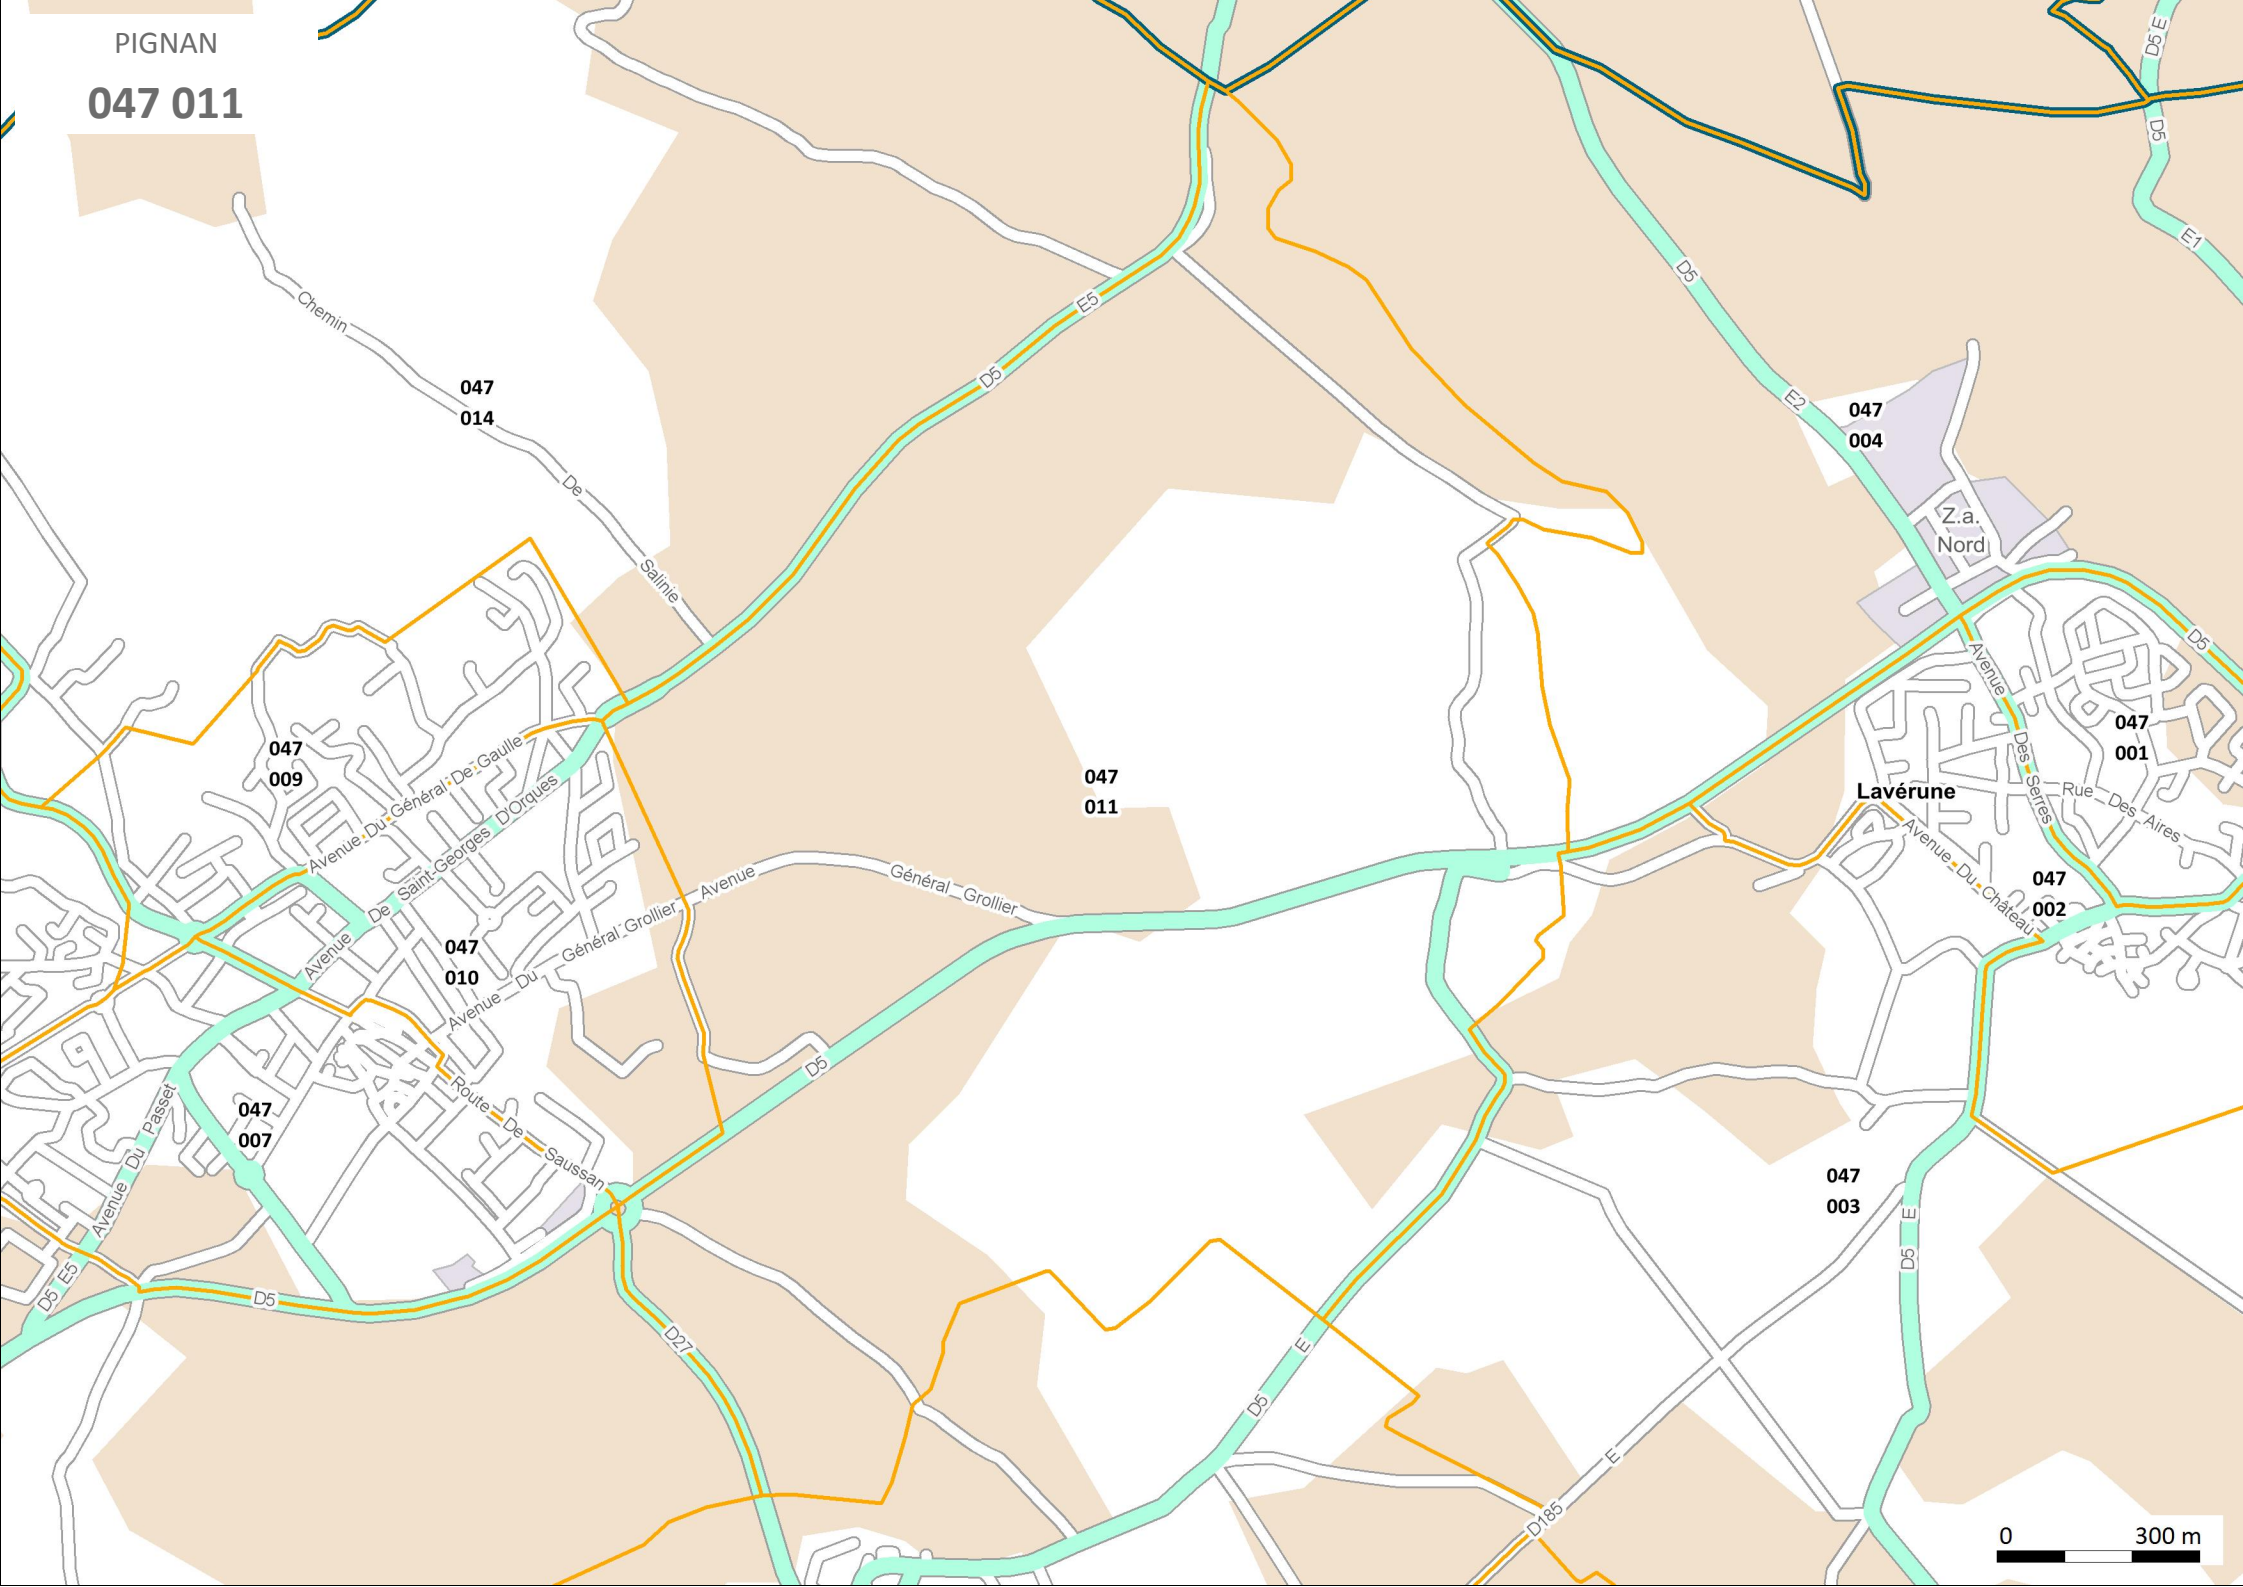 PIGNAN
047 011
D5 E
D5
E1
D5
E5
D5
E2
Chemin
De
Salinie
047
014
047
004
Z.a.
Nord
D5
Avenue
Des Serres
047
001
Rue Des Aires
Lavérune
Avenue Du Château
047
002
047
009
Avenue Du Général De Gaulle
Avenue De Saint-Georges D'Orques
047
011
Avenue Du Général Grollier
Avenue
Général Grollier
047
010
D5
047
007
Route De Saussan
Avenue Du Passet
D5 E5
D5
D27
047
003
D5 E
D5 E
E
D185
0 300 m